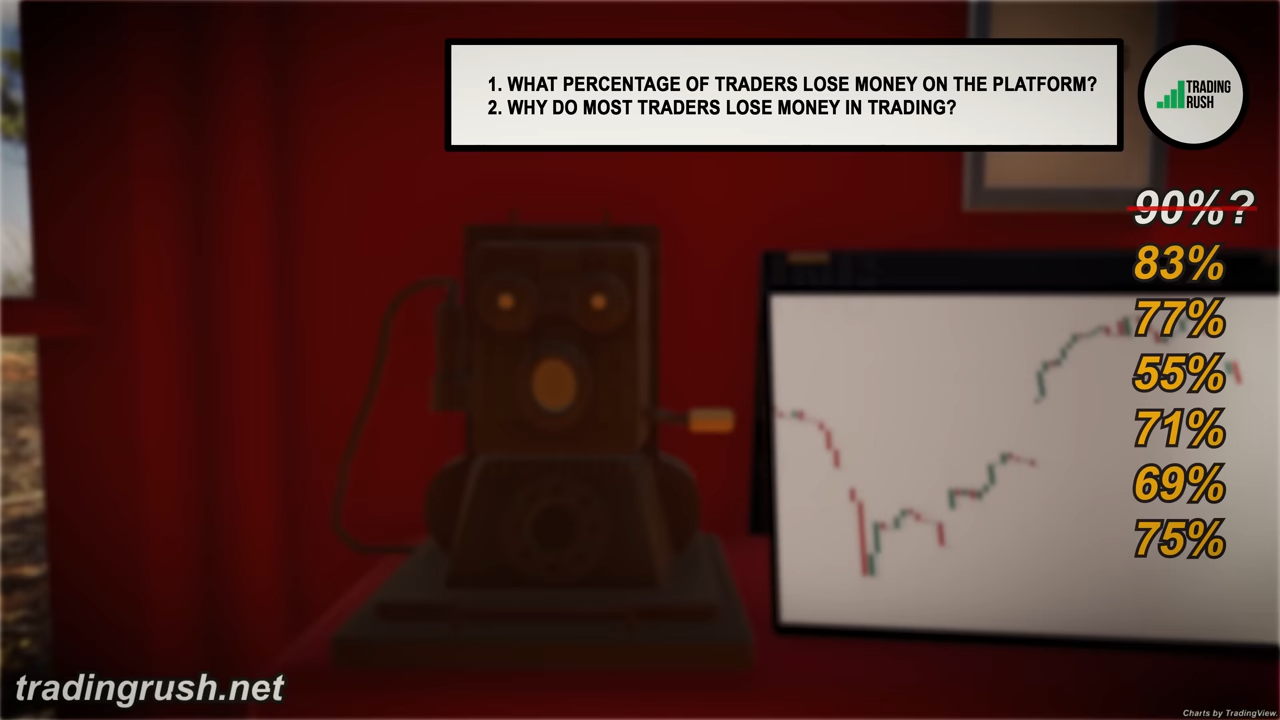 1. WHAT PERCENTAGE OF TRADERS LOSE MONEY ON THE PLATFORM?
2. WHY DO MOST TRADERS LOSE MONEY IN TRADING?
TRADING
RUSH
90%?
83%
77%
55%
71%
69%
75%
tradingrush.net
Charts by TradingView.